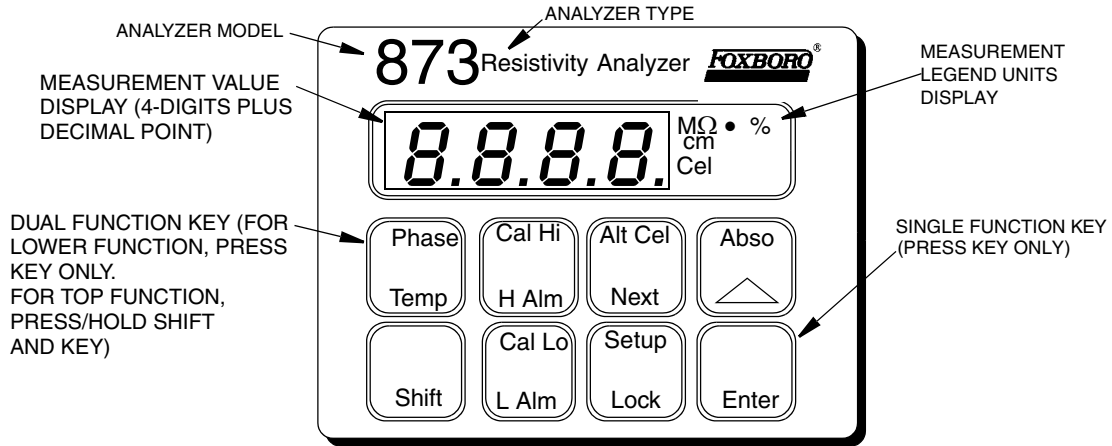 ANALYZER MODEL
ANALYZER TYPE
873 Resistivity Analyzer FOXBORO®
MEASUREMENT
LEGEND UNITS
DISPLAY
MEASUREMENT VALUE
DISPLAY (4-DIGITS PLUS
DECIMAL POINT)
8.8.8.8.
MΩ • %
cm
Cel
DUAL FUNCTION KEY (FOR
LOWER FUNCTION, PRESS
KEY ONLY.
FOR TOP FUNCTION,
PRESS/HOLD SHIFT
AND KEY)
Phase Cal Hi Alt Cel Abso
Temp H Alm Next
Cal Lo Setup
Shift L Alm Lock Enter
SINGLE FUNCTION KEY
(PRESS KEY ONLY)